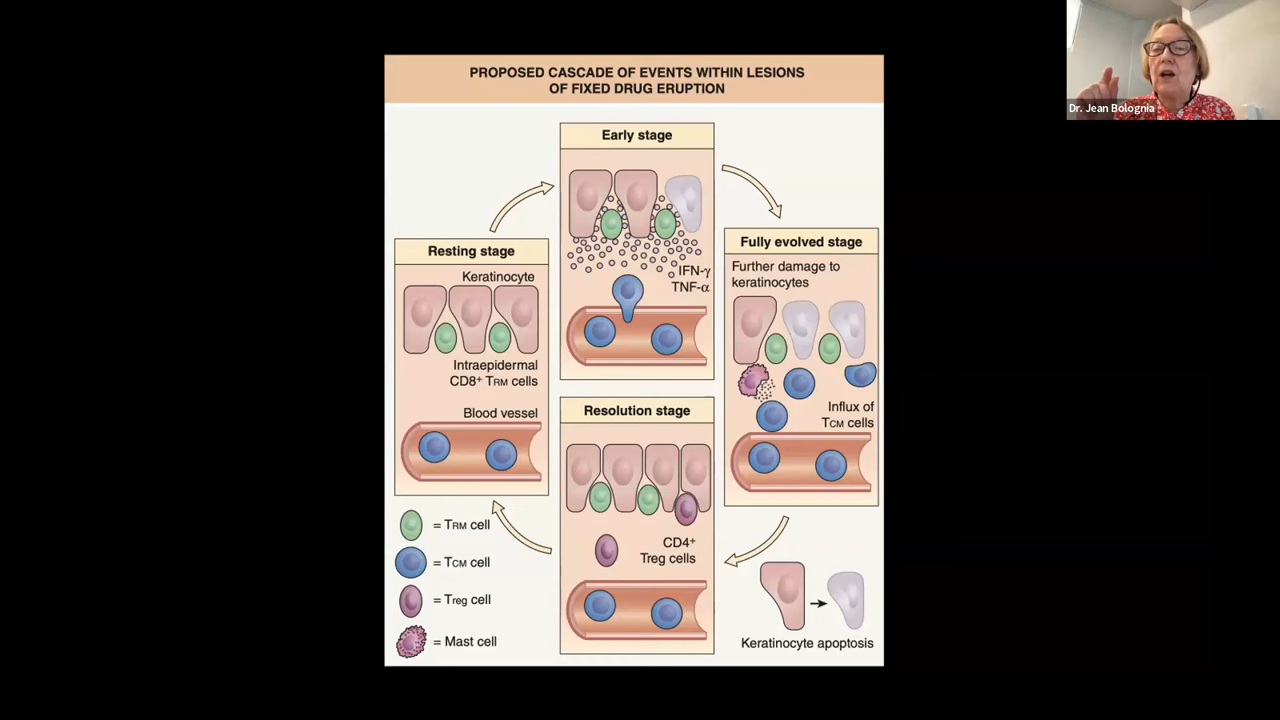 PROPOSED CASCADE OF EVENTS WITHIN LESIONS
OF FIXED DRUG ERUPTION
Early stage
IFN-γ
TNF-α
Fully evolved stage
Further damage to
keratinocytes
Influx of
TCM cells
Resting stage
Keratinocyte
Intraepidermal
CD8⁺ TRM cells
Blood vessel
Resolution stage
CD4⁺
Treg cells
= TRM cell
= TCM cell
= Treg cell
= Mast cell
Keratinocyte apoptosis
Dr. Jean Bolognia